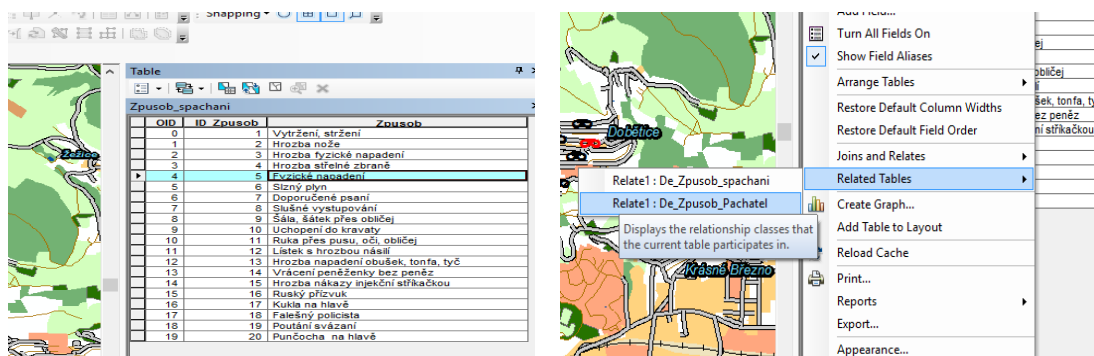 Snapping
Table
Zpusob_spachani
OID ID_Zpusob Zpusob
0 1 Vytržení, stržení
1 2 Hrozba nože
2 3 Hrozba fyzické napadení
3 4 Hrozba střelné zbraně
4 5 Fyzické napadení
5 6 Slzný plyn
6 7 Doporučené psaní
7 8 Slušné vystupování
8 9 Šála, šátek přes obličej
9 10 Uchopení do kravaty
10 11 Ruka přes pusu, oči, obličej
11 12 Lístek s hrozbou násilí
12 13 Hrozba napadení obušek, tonfa, tyč
13 14 Vrácení peněženky bez peněz
14 15 Hrozba nákazy injekční stříkačkou
15 16 Ruský přízvuk
16 17 Kukla na hlavě
17 18 Falešný policista
18 19 Poutání svázání
19 20 Punčocha na hlavě
Žežice
Dobětice
Krásné Březno
Add Field...
Turn All Fields On
Show Field Aliases
Arrange Tables
Restore Default Column Widths
Restore Default Field Order
Joins and Relates
Related Tables
Create Graph...
Add Table to Layout
Reload Cache
Print...
Reports
Export...
Appearance...
Relate1 : De_Zpusob_spachani
Relate1 : De_Zpusob_Pachatel
Displays the relationship classes that
the current table participates in.
ej
obličej
í
šek, tonfa, ty
ez peněz
ní stříkačkou